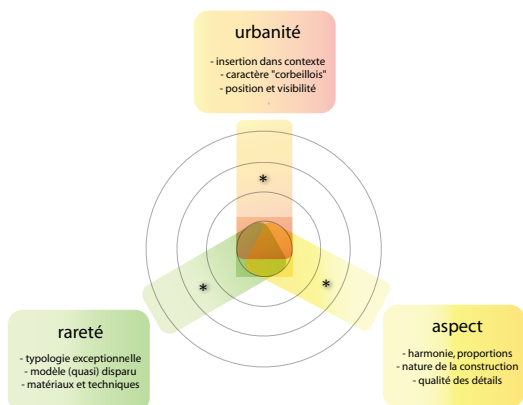 urbanité
- insertion dans contexte
- caractère "corbeillois"
- position et visibilité
-
*
*
*
rareté
- typologie exceptionnelle
- modèle (quasi) disparu
- matériaux et techniques
aspect
- harmonie, proportions
- nature de la construction
- qualité des détails